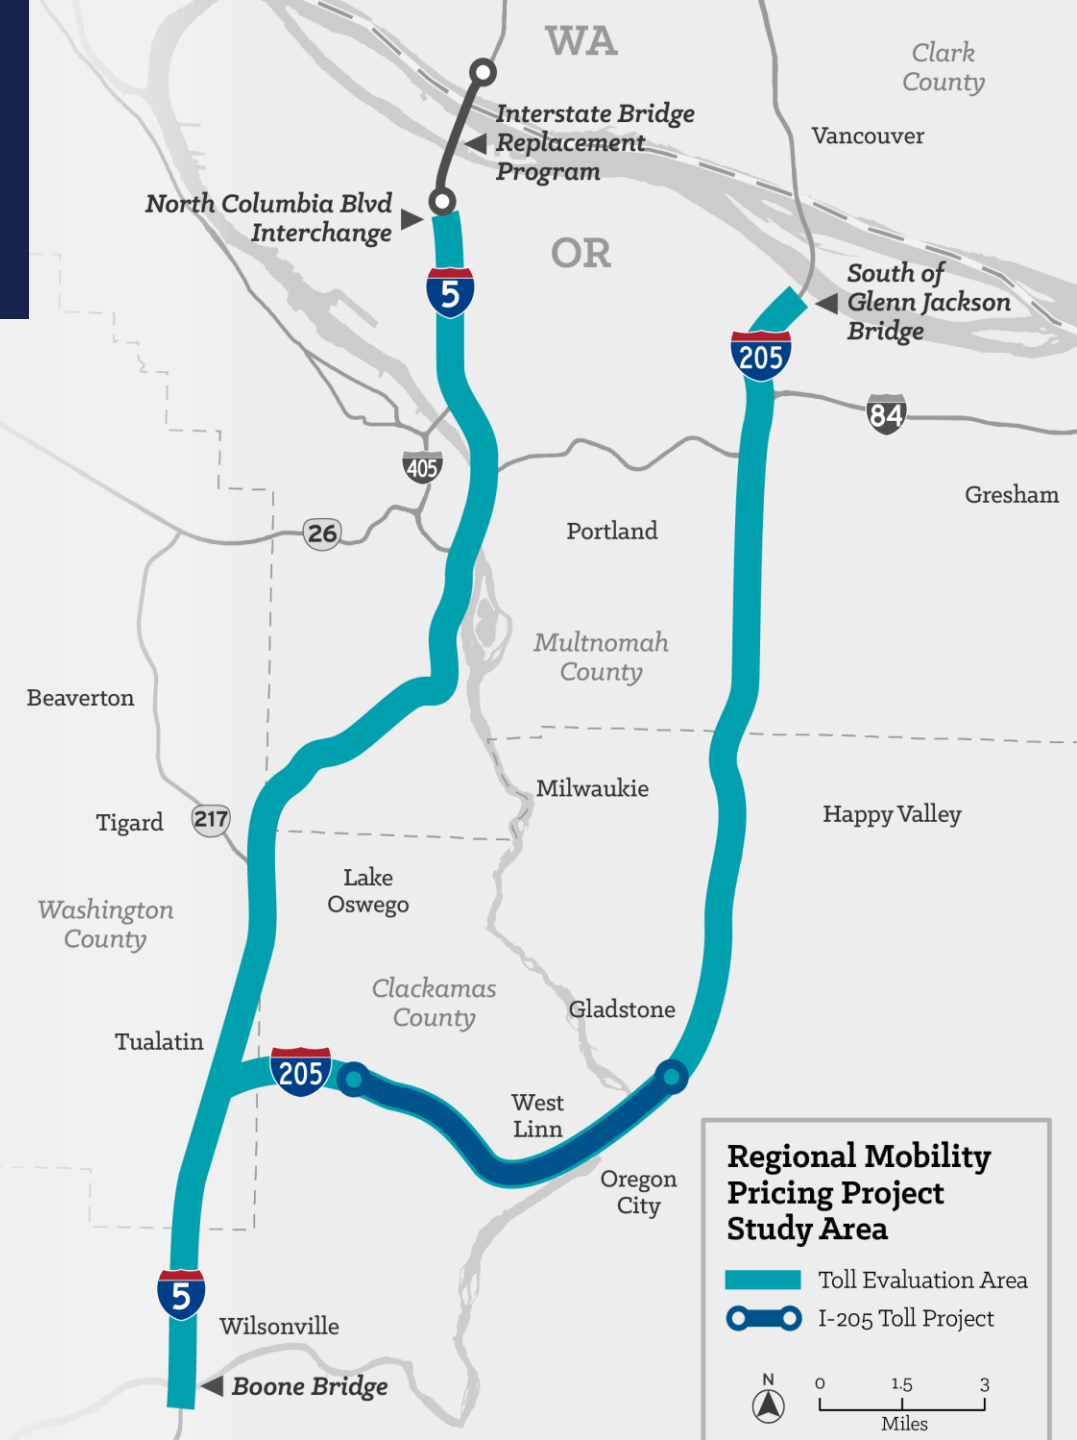 WA
Clark
County
Interstate Bridge
Replacement
Program
Vancouver
North Columbia Blvd
Interchange
OR
5
South of
Glenn Jackson
Bridge
205
84
405
Gresham
26
Portland
Multnomah
County
Beaverton
Milwaukie
Happy Valley
Tigard
217
Lake
Oswego
Washington
County
Clackamas
County
Gladstone
Tualatin
205
West
Linn
Oregon
City
5
Wilsonville
Boone Bridge
Regional Mobility
Pricing Project
Study Area
Toll Evaluation Area
I-205 Toll Project
N
0 1.5 3
Miles